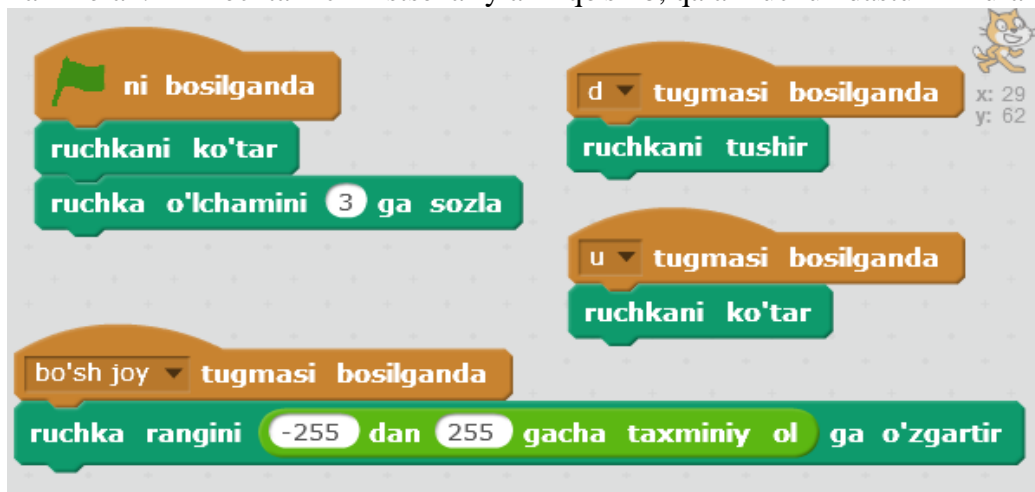 ni bosilganda
ruchkani ko'tar
ruchka o'lchamini 3 ga sozla
d tugmasi bosilganda
ruchkani tushir
x: 29
y: 62
u tugmasi bosilganda
ruchkani ko'tar
bo'sh joy tugmasi bosilganda
ruchka rangini -255 dan 255 gacha taxminiy ol ga o'zgartir